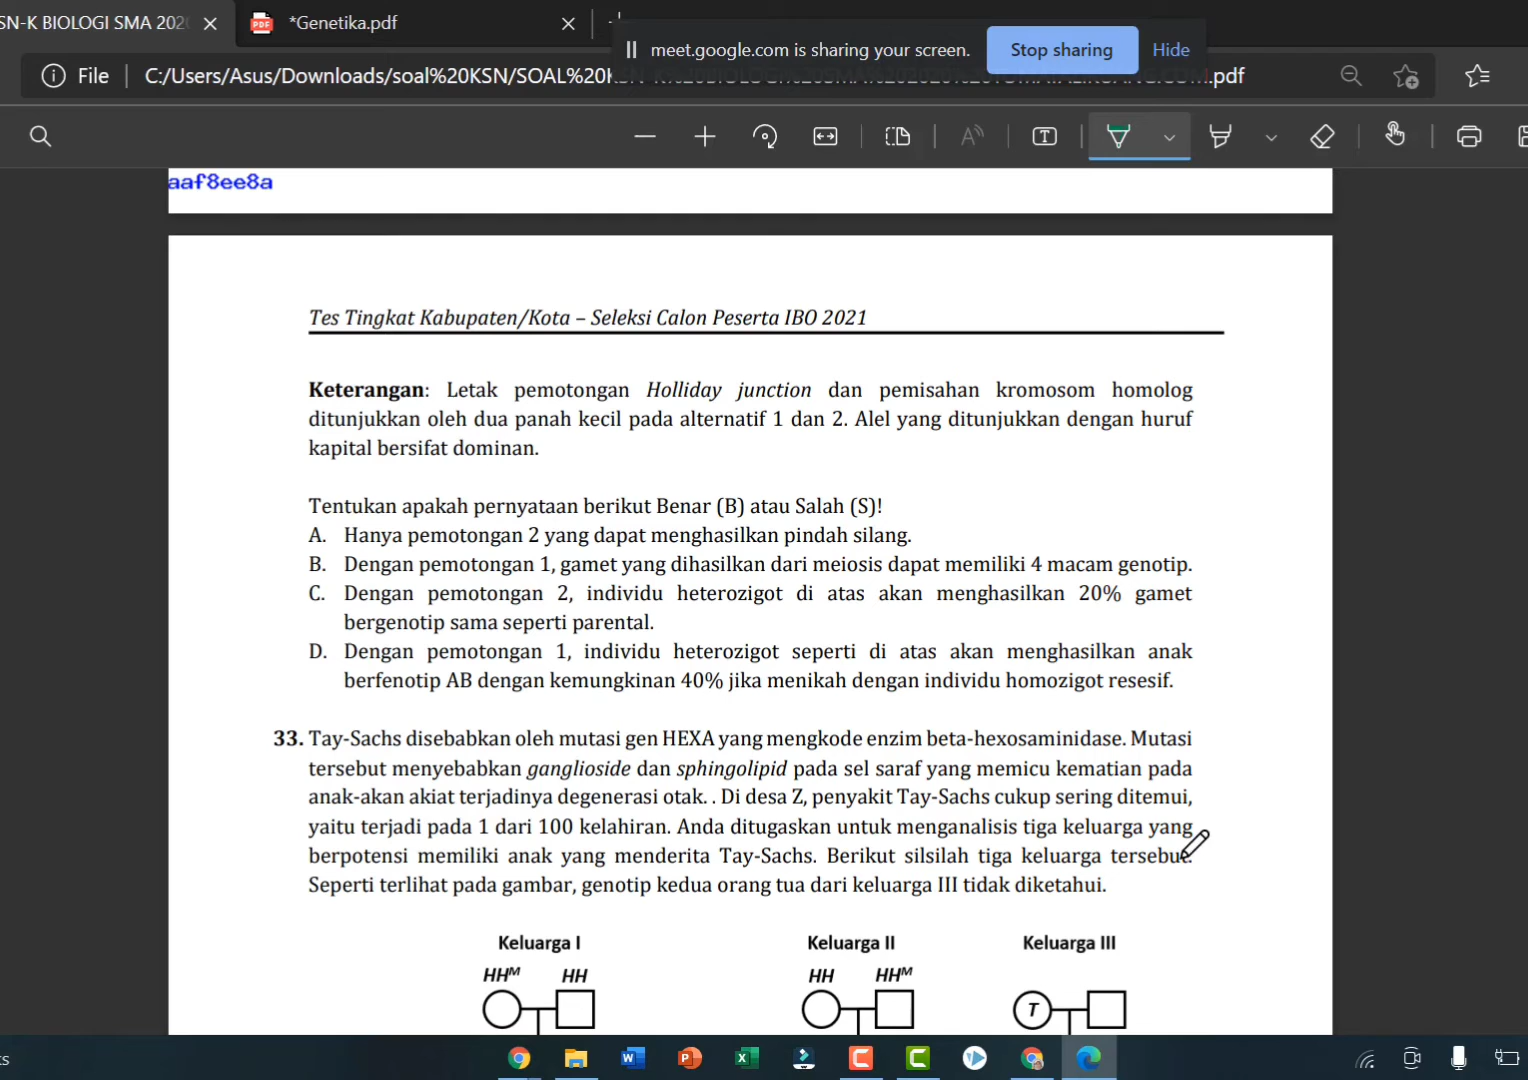 SN-K BIOLOGI SMA 202
*Genetika.pdf
meet.google.com is sharing your screen.
Stop sharing
Hide
File
C:/Users/Asus/Downloads/soal%20KSN/SOAL%20K
.pdf
aaf8ee8a
Tes Tingkat Kabupaten/Kota – Seleksi Calon Peserta IBO 2021
Keterangan: Letak pemotongan Holliday junction dan pemisahan kromosom homolog
ditunjukkan oleh dua panah kecil pada alternatif 1 dan 2. Alel yang ditunjukkan dengan huruf
kapital bersifat dominan.
Tentukan apakah pernyataan berikut Benar (B) atau Salah (S)!
A. Hanya pemotongan 2 yang dapat menghasilkan pindah silang.
B. Dengan pemotongan 1, gamet yang dihasilkan dari meiosis dapat memiliki 4 macam genotip.
C. Dengan pemotongan 2, individu heterozigot di atas akan menghasilkan 20% gamet
bergenotip sama seperti parental.
D. Dengan pemotongan 1, individu heterozigot seperti di atas akan menghasilkan anak
berfenotip AB dengan kemungkinan 40% jika menikah dengan individu homozigot resesif.
33. Tay-Sachs disebabkan oleh mutasi gen HEXA yang mengkode enzim beta-hexosaminidase. Mutasi
tersebut menyebabkan ganglioside dan sphingolipid pada sel saraf yang memicu kematian pada
anak-akan akiat terjadinya degenerasi otak. . Di desa Z, penyakit Tay-Sachs cukup sering ditemui,
yaitu terjadi pada 1 dari 100 kelahiran. Anda ditugaskan untuk menganalisis tiga keluarga yang
berpotensi memiliki anak yang menderita Tay-Sachs. Berikut silsilah tiga keluarga tersebut.
Seperti terlihat pada gambar, genotip kedua orang tua dari keluarga III tidak diketahui.
Keluarga I Keluarga II Keluarga III
HHᴹ HH HH HHᴹ
T